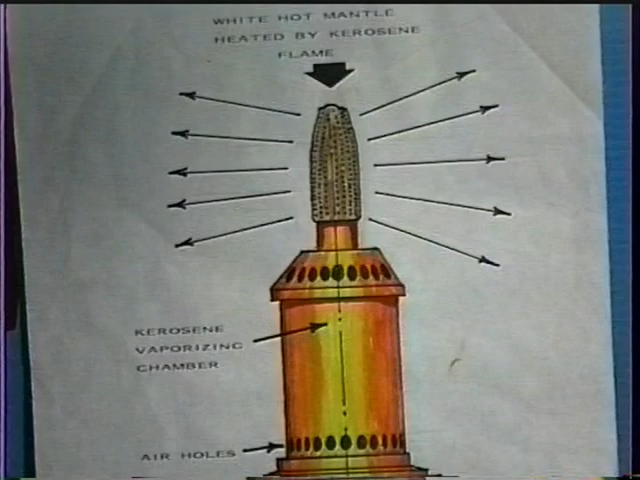 WHITE HOT MANTLE
HEATED BY KEROSENE
FLAME
KEROSENE
VAPORIZING
CHAMBER
AIR HOLES